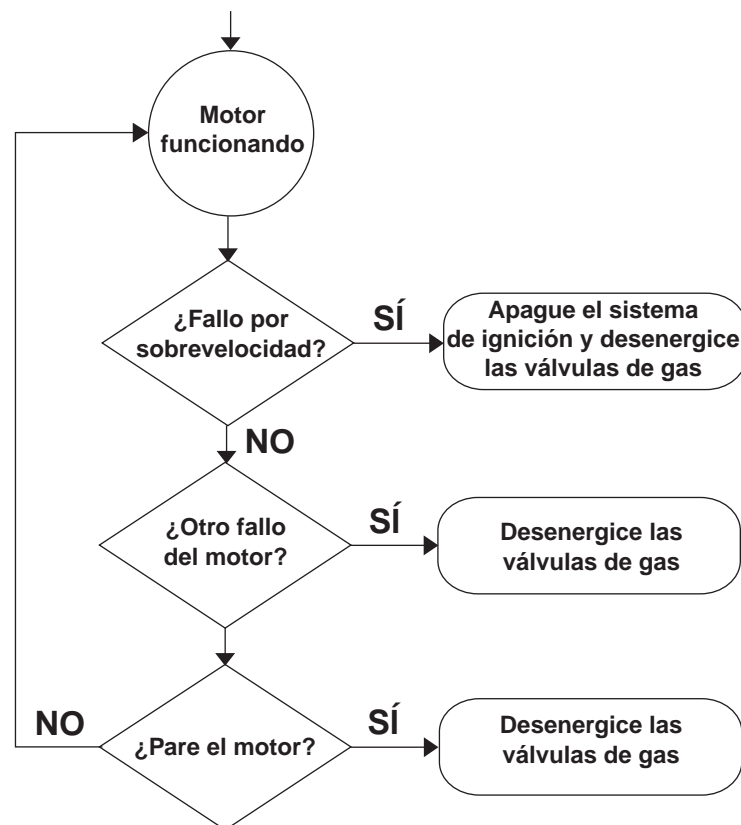 Motor
funcionando
¿Fallo por
sobrevelocidad?
SÍ
Apague el sistema
de ignición y desenergice
las válvulas de gas
NO
¿Otro fallo
del motor?
SÍ
Desenergice las
válvulas de gas
NO
¿Pare el motor?
SÍ
Desenergice las
válvulas de gas